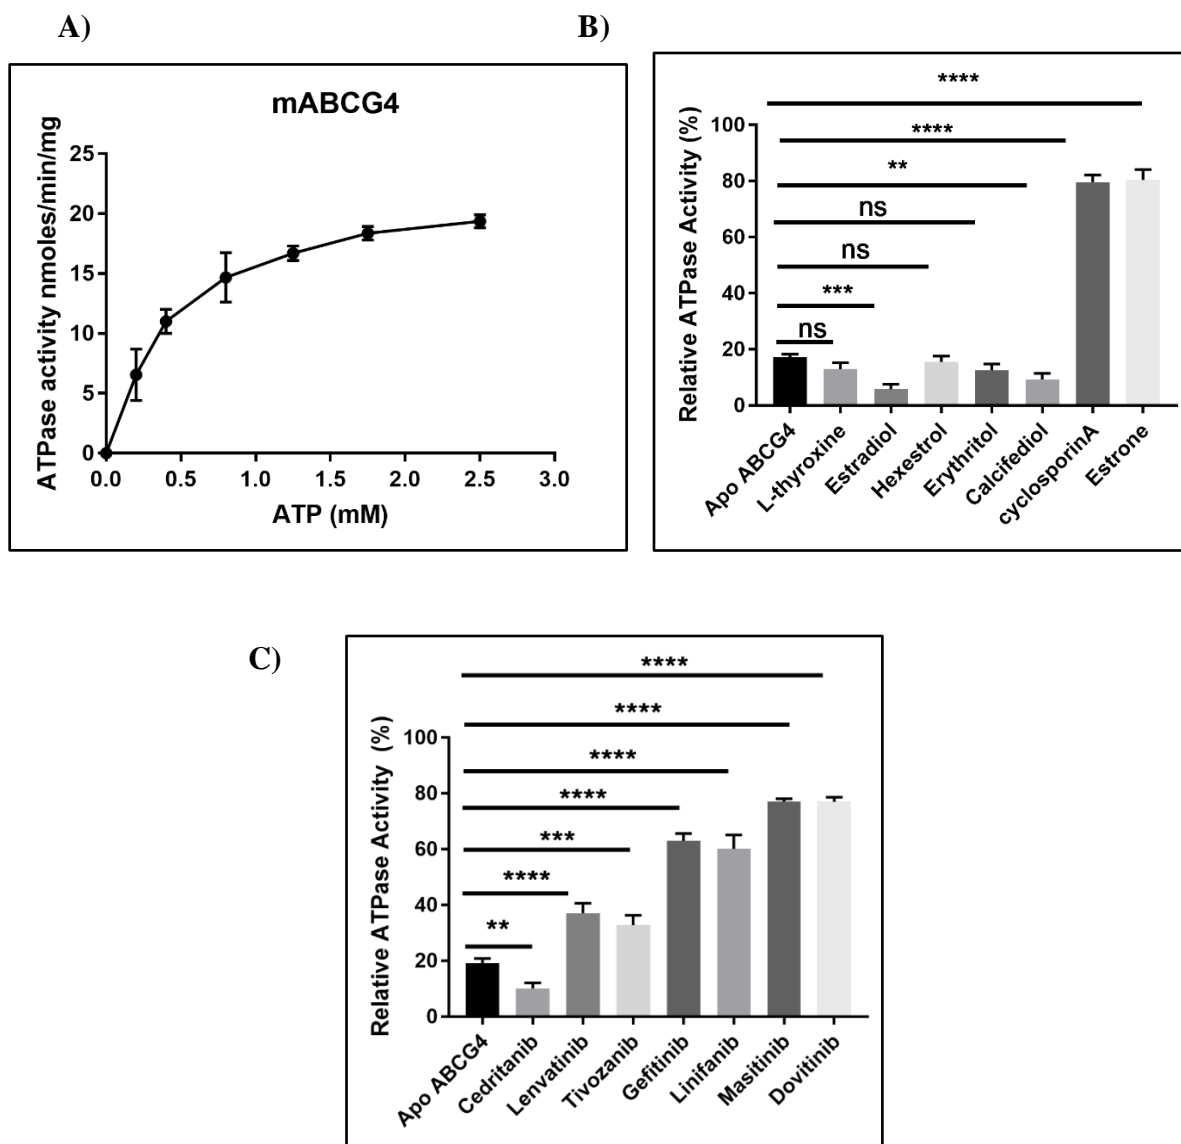 A)
B)
mABCG4
ATPase activity nmoles/min/mg
25
20
15
10
5
0
0.0 0.5 1.0 1.5 2.0 2.5 3.0
ATP (mM)
Relative ATPase Activity (%)
100
80
60
40
20
0
****
****
**
ns
ns
***
ns
Apo ABCG4
L-thyroxine
Estradiol
Hexestrol
Erythritol
Calcifediol
cyclosporinA
Estrone
C)
Relative ATPase Activity (%)
100
80
60
40
20
0
****
****
****
****
***
****
**
Apo ABCG4
Cedritanib
Lenvatinib
Tivozanib
Gefitinib
Linifanib
Masitinib
Dovitinib